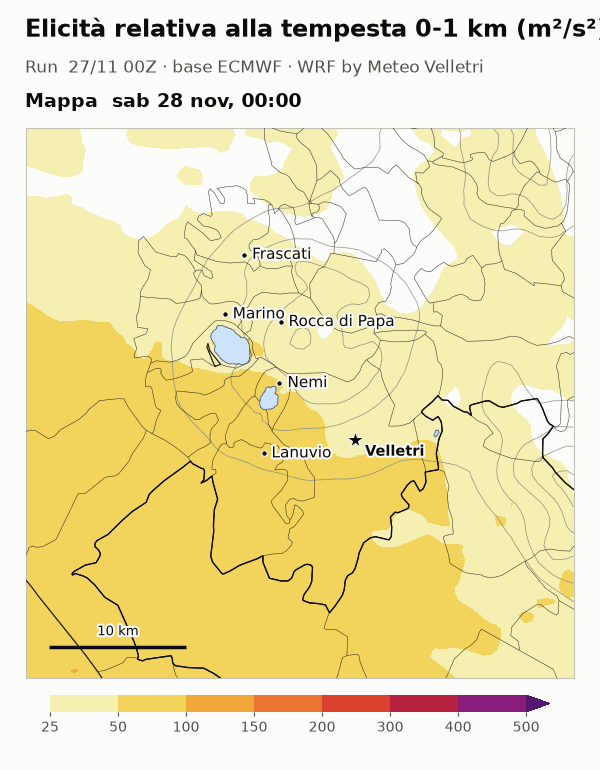 Elicità relativa alla tempesta 0-1 km (m²/s²)
Run  27/11 00Z · base ECMWF · WRF by Meteo Velletri
Mappa  sab 28 nov, 00:00
Frascati
Marino
Rocca di Papa
Nemi
Velletri
Lanuvio
10 km
25 50 100 150 200 300 400 500